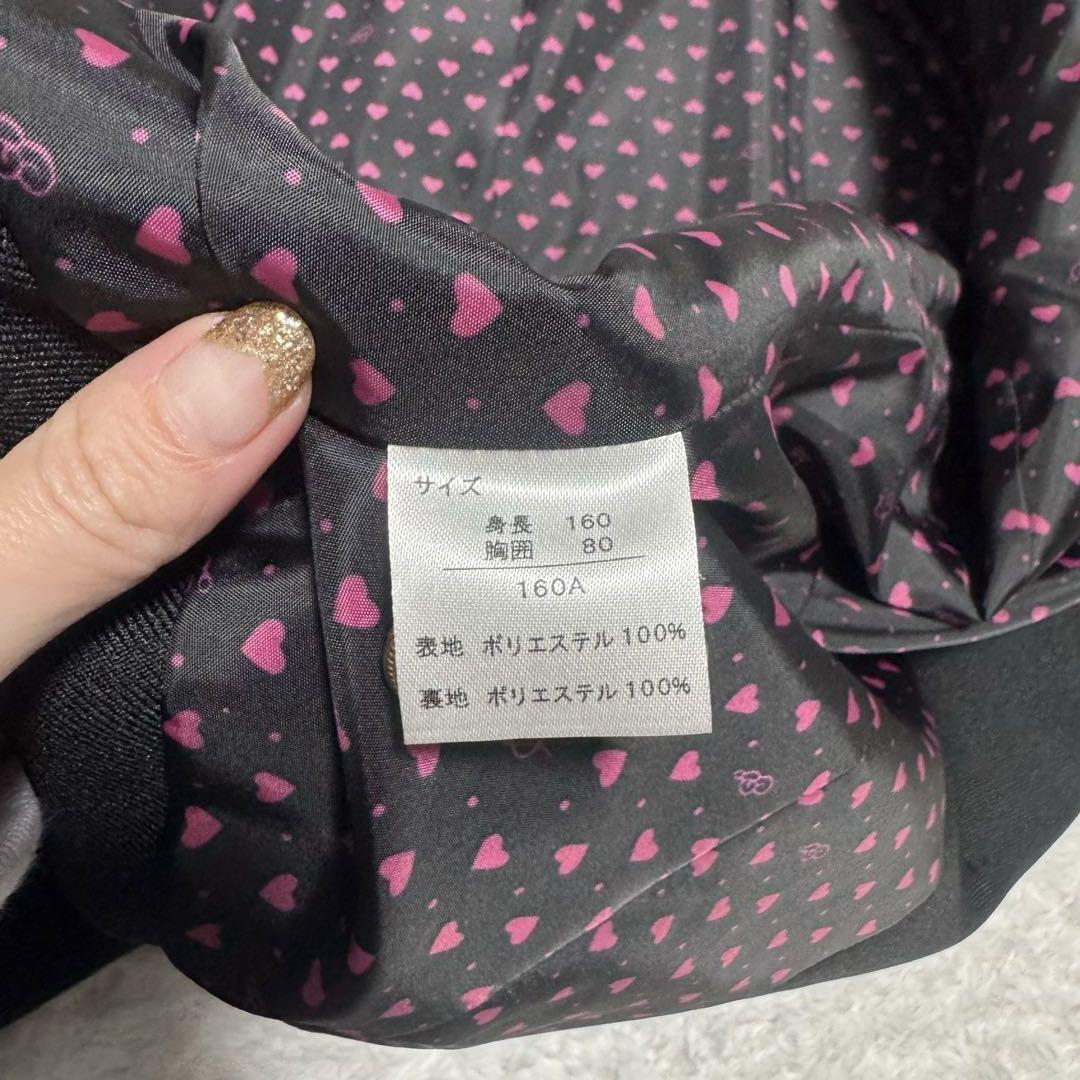 サイズ
身長 160
胸囲 80
160A
表地 ポリエステル 100%
裏地 ポリエステル 100%